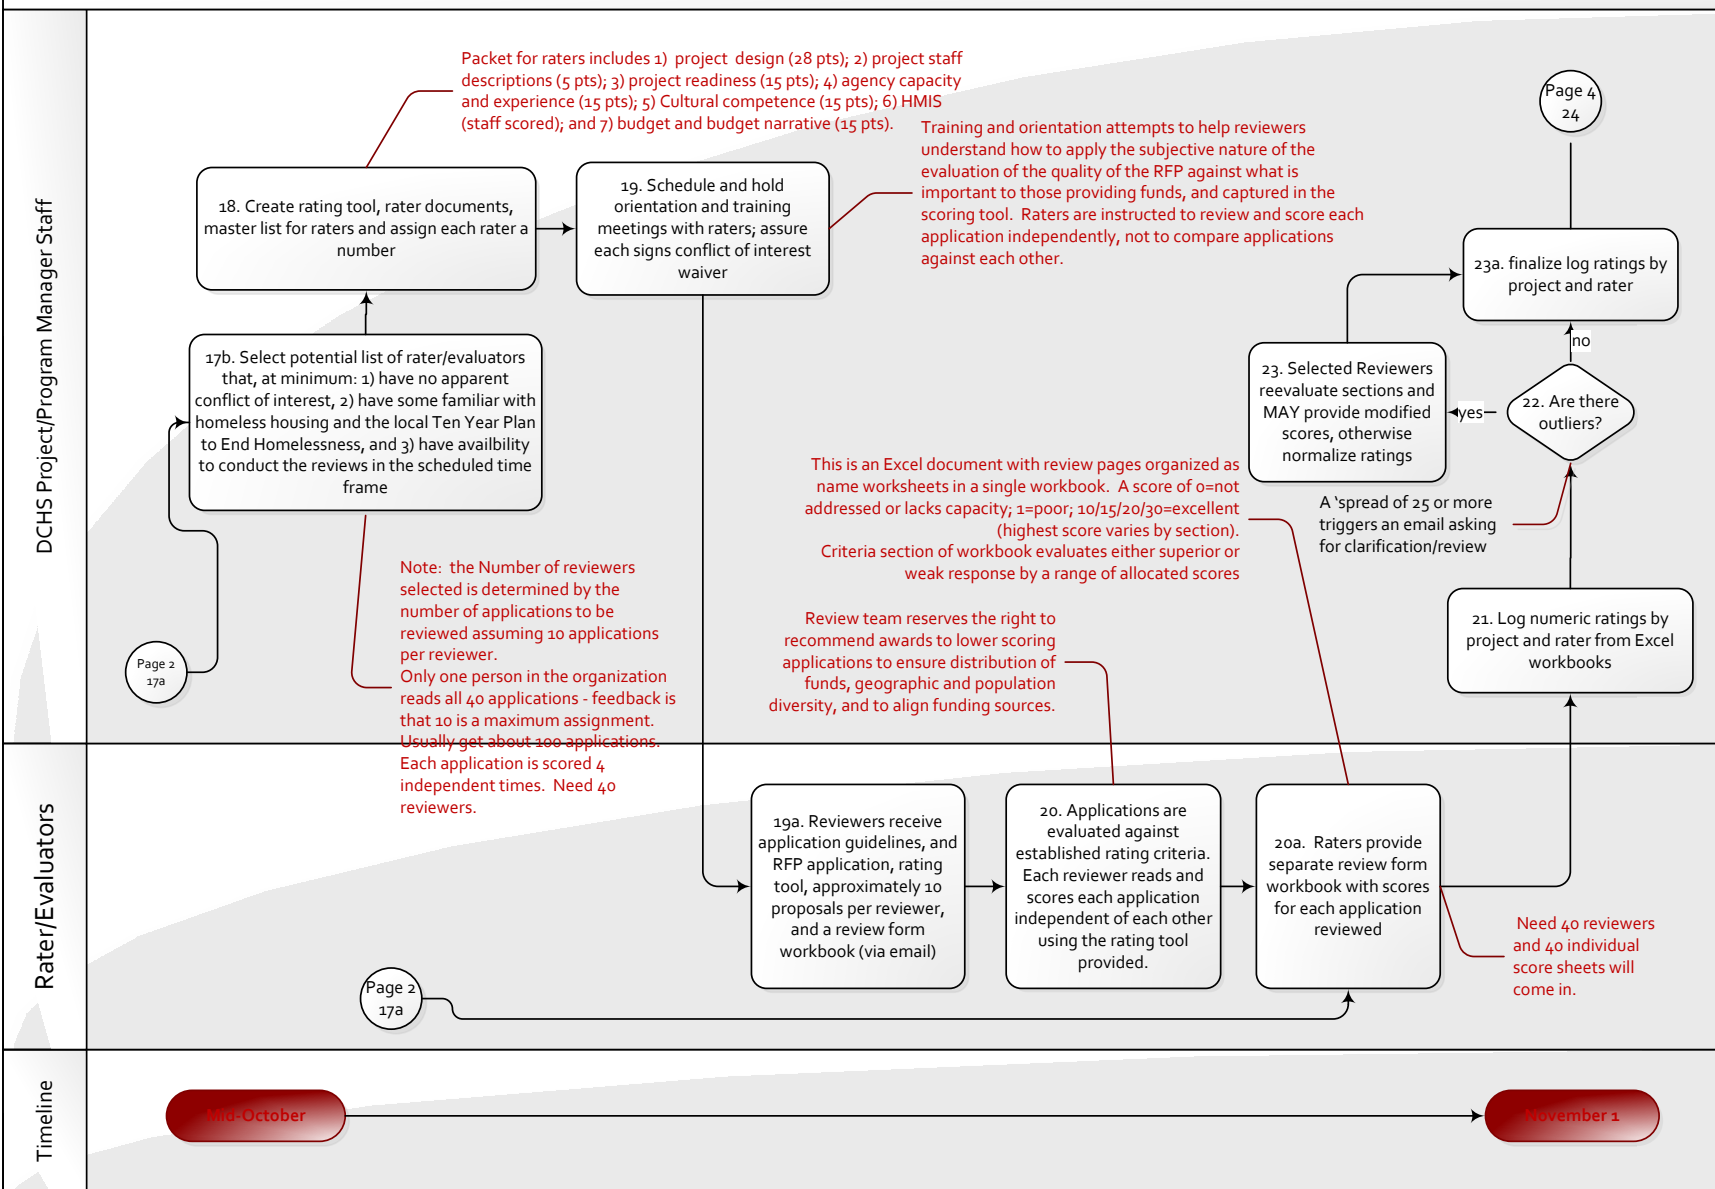 DCHS Project/Program Manager Staff
Packet for raters includes 1)  project  design (28 pts); 2) project staff
descriptions (5 pts); 3) project readiness (15 pts); 4) agency capacity
and experience (15 pts); 5) Cultural competence (15 pts); 6) HMIS
(staff scored); and 7) budget and budget narrative (15 pts).
Training and orientation attempts to help reviewers
understand how to apply the subjective nature of the
evaluation of the quality of the RFP against what is
important to those providing funds, and captured in the
scoring tool.  Raters are instructed to review and score each
application independently, not to compare applications
against each other.
Page 4
24
18. Create rating tool, rater documents,
master list for raters and assign each rater a
number
19. Schedule and hold
orientation and training
meetings with raters; assure
each signs conflict of interest
waiver
23a. finalize log ratings by
project and rater
no
17b. Select potential list of rater/evaluators
that, at minimum: 1) have no apparent
conflict of interest, 2) have some familiar with
homeless housing and the local Ten Year Plan
to End Homelessness, and 3) have availbility
to conduct the reviews in the scheduled time
frame
23. Selected Reviewers
reevaluate sections and
MAY provide modified
scores, otherwise
normalize ratings
yes
22. Are there
outliers?
This is an Excel document with review pages organized as
name worksheets in a single workbook.  A score of 0=not
addressed or lacks capacity; 1=poor; 10/15/20/30=excellent
(highest score varies by section).
Criteria section of workbook evaluates either superior or
weak response by a range of allocated scores
A ‘spread of 25 or more
triggers an email asking
for clarification/review
Note:  the Number of reviewers
selected is determined by the
number of applications to be
reviewed assuming 10 applications
per reviewer.
Only one person in the organization
reads all 40 applications - feedback is
that 10 is a maximum assignment.
Usually get about 100 applications.
Each application is scored 4
independent times.  Need 40
reviewers.
Review team reserves the right to
recommend awards to lower scoring
applications to ensure distribution of
funds, geographic and population
diversity, and to align funding sources.
21. Log numeric ratings by
project and rater from Excel
workbooks
Page 2
17a
Rater/Evaluators
19a. Reviewers receive
application guidelines, and
RFP application, rating
tool, approximately 10
proposals per reviewer,
and a review form
workbook (via email)
20. Applications are
evaluated against
established rating criteria.
Each reviewer reads and
scores each application
independent of each other
using the rating tool
provided.
20a.  Raters provide
separate review form
workbook with scores
for each application
reviewed
Need 40 reviewers
and 40 individual
score sheets will
come in.
Page 2
17a
Timeline
Mid-October
November 1